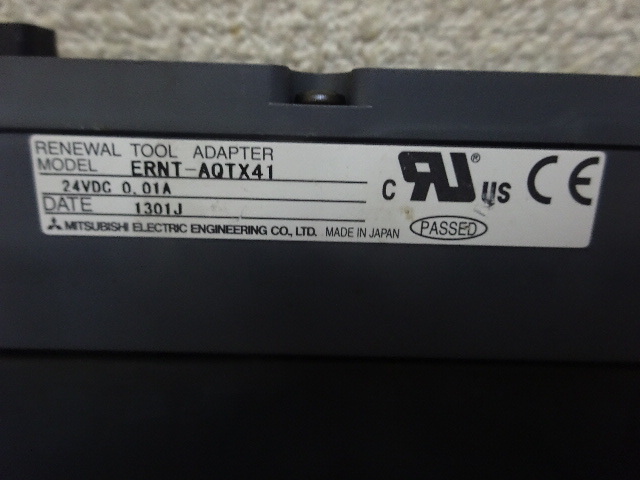 RENEWAL TOOL ADAPTER
MODEL ERNT-AQTX41
24VDC 0.01A
DATE 1301J
MITSUBISHI ELECTRIC ENGINEERING CO., LTD. MADE IN JAPAN
C RU® US CE
PASSED